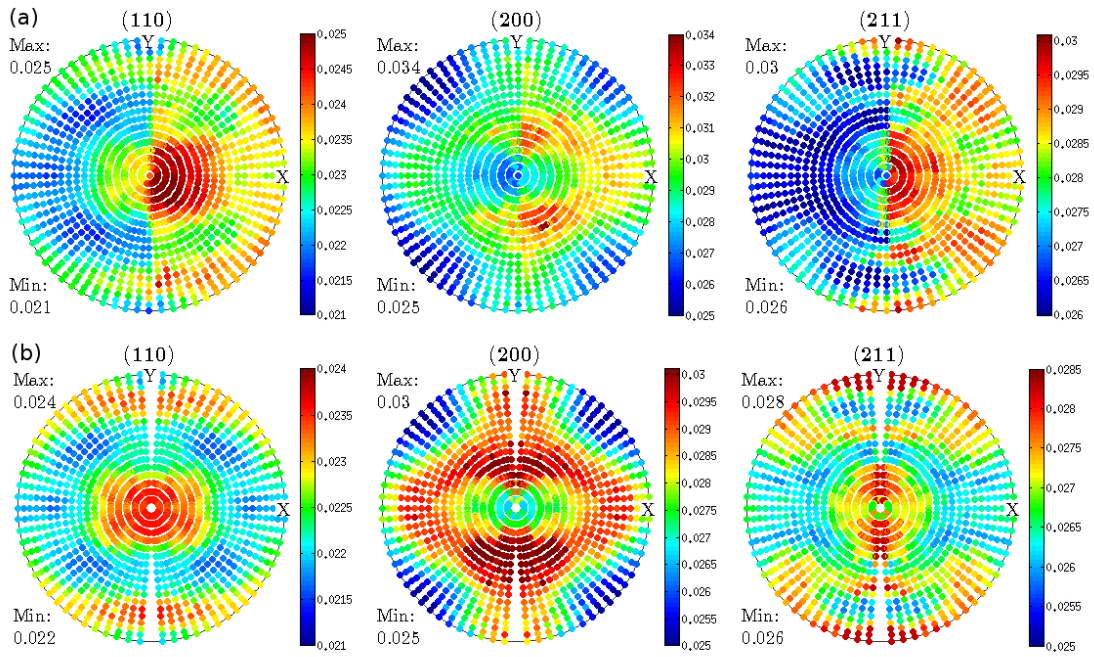 (a)
(110)
Max:
0.025
Y
X
Min:
0.021
0.025
0.0245
0.024
0.0235
0.023
0.0225
0.022
0.0215
0.021
(200)
Max:
0.034
Y
X
Min:
0.025
0.034
0.033
0.032
0.031
0.03
0.029
0.028
0.027
0.026
0.025
(211)
Max:
0.03
Y
X
Min:
0.026
0.03
0.0295
0.029
0.0285
0.028
0.0275
0.027
0.0265
0.026
(b)
(110)
Max:
0.024
Y
X
Min:
0.022
0.024
0.0235
0.023
0.0225
0.022
0.0215
0.021
(200)
Max:
0.03
Y
X
Min:
0.025
0.03
0.0295
0.029
0.0285
0.028
0.0275
0.027
0.0265
0.026
0.0255
0.025
(211)
Max:
0.028
Y
X
Min:
0.026
0.0285
0.028
0.0275
0.027
0.0265
0.026
0.0255
0.025